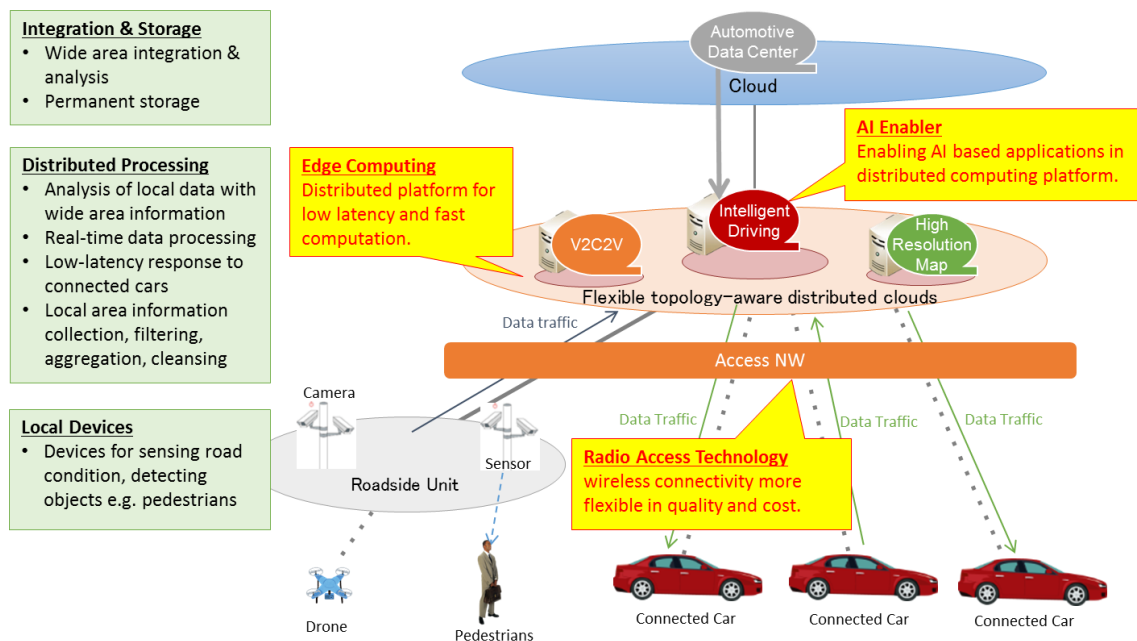 Integration & Storage
• Wide area integration &
analysis
• Permanent storage
Automotive
Data Center
Cloud
Distributed Processing
• Analysis of local data with
wide area information
• Real-time data processing
• Low-latency response to
connected cars
• Local area information
collection, filtering,
aggregation, cleansing
Edge Computing
Distributed platform for
low latency and fast
computation.
AI Enabler
Enabling AI based applications in
distributed computing platform.
V2C2V
Intelligent
Driving
High
Resolution
Map
Flexible topology-aware distributed clouds
Data traffic
Access NW
Local Devices
• Devices for sensing road
condition, detecting
objects e.g. pedestrians
Camera
Sensor
Roadside Unit
Data Traffic
Data Traffic
Data Traffic
Radio Access Technology
wireless connectivity more
flexible in quality and cost.
Drone
Pedestrians
Connected Car
Connected Car
Connected Car